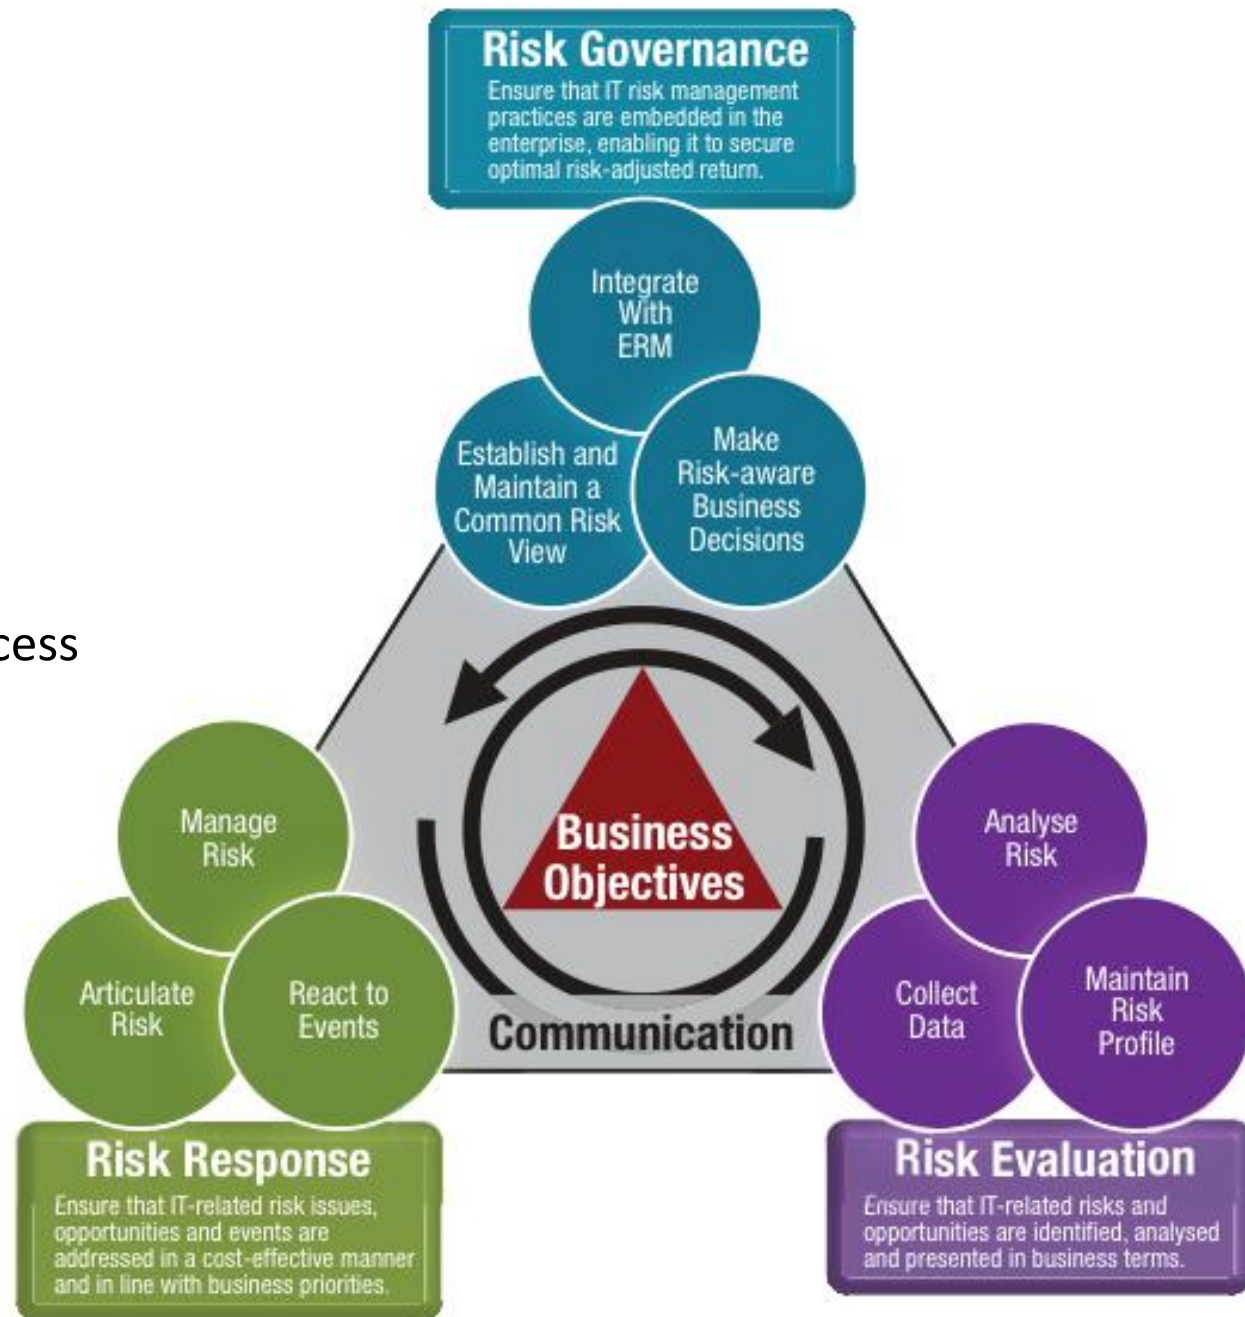 Risk Governance
Ensure that IT risk management
practices are embedded in the
enterprise, enabling it to secure
optimal risk-adjusted return.
Integrate
With
ERM
Establish and
Maintain a
Common Risk
View
Make
Risk-aware
Business
Decisions
cess
Manage
Risk
Articulate
Risk
React to
Events
Business
Objectives
Communication
Analyse
Risk
Collect
Data
Maintain
Risk
Profile
Risk Response
Ensure that IT-related risk issues,
opportunities and events are
addressed in a cost-effective manner
and in line with business priorities.
Risk Evaluation
Ensure that IT-related risks and
opportunities are identified, analysed
and presented in business terms.